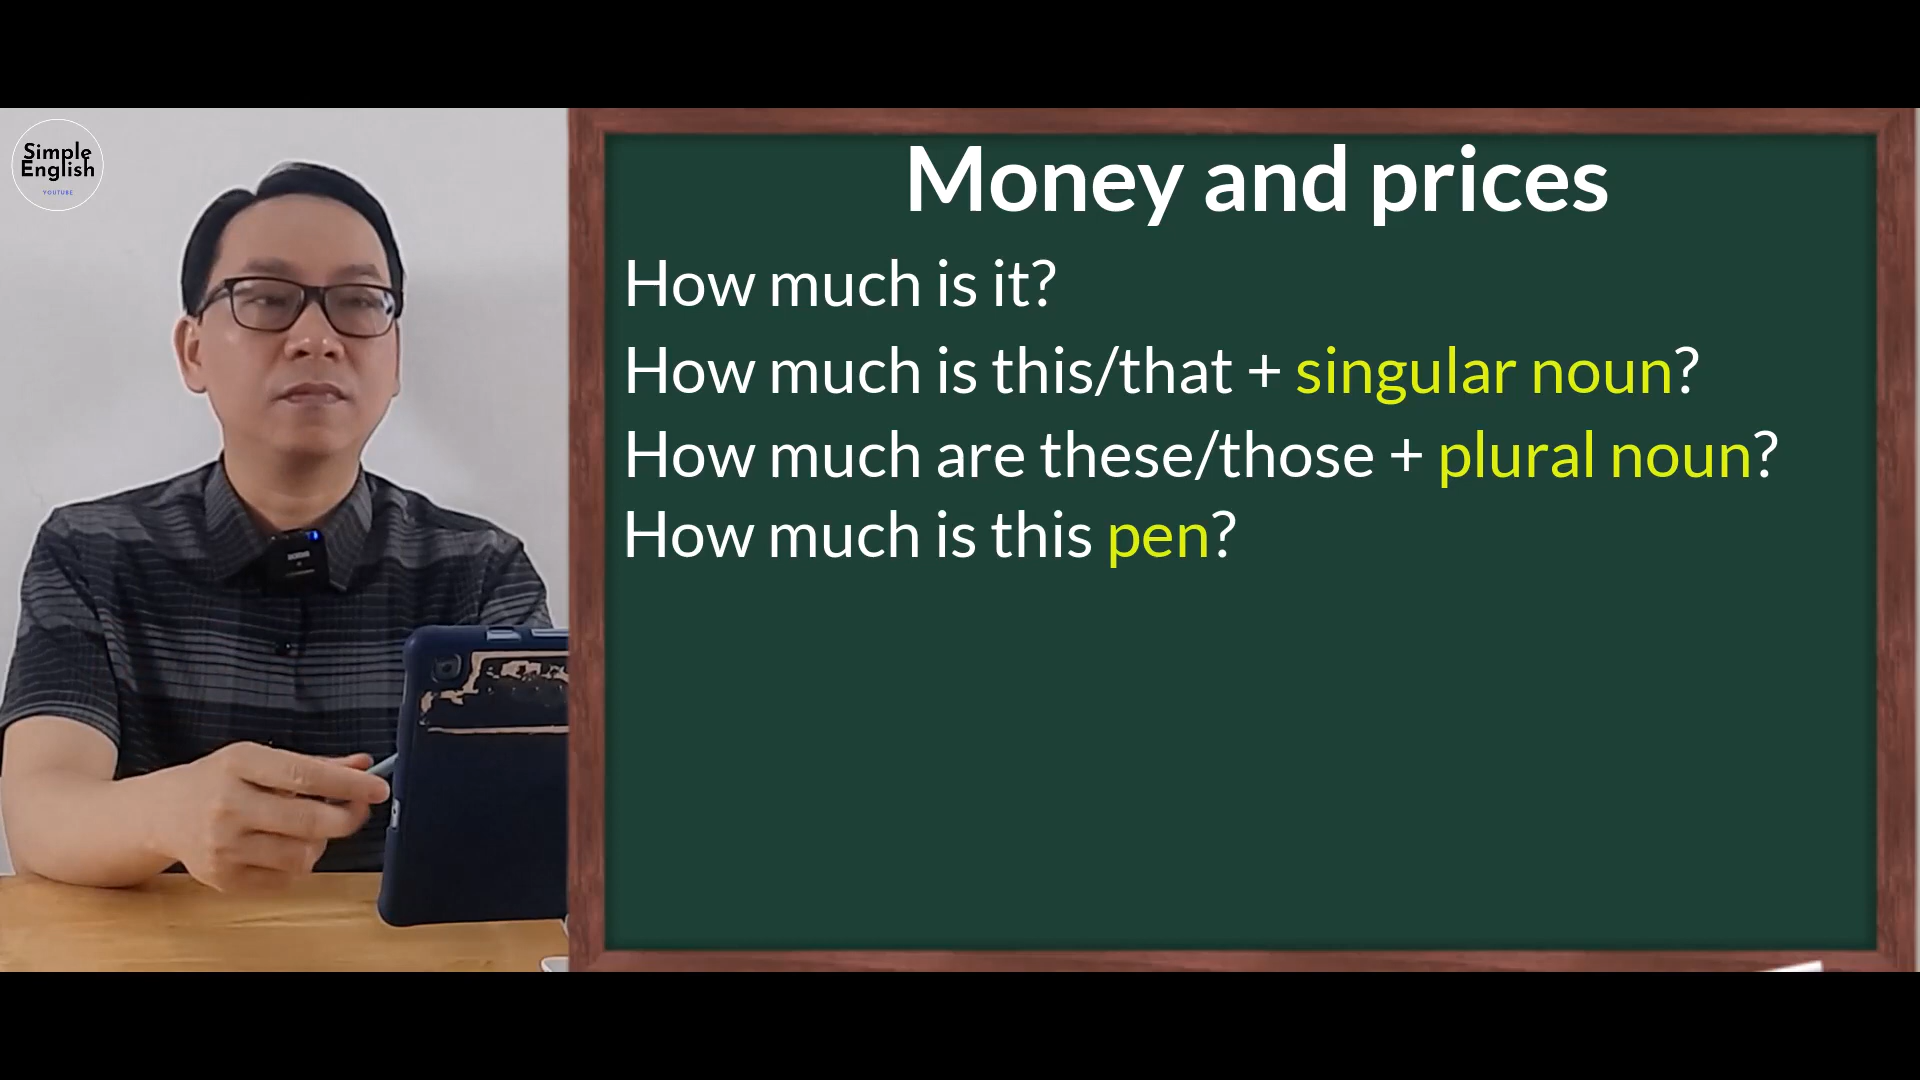 Simple
English
YOUTUBE
Money and prices
How much is it?
How much is this/that + singular noun?
How much are these/those + plural noun?
How much is this pen?